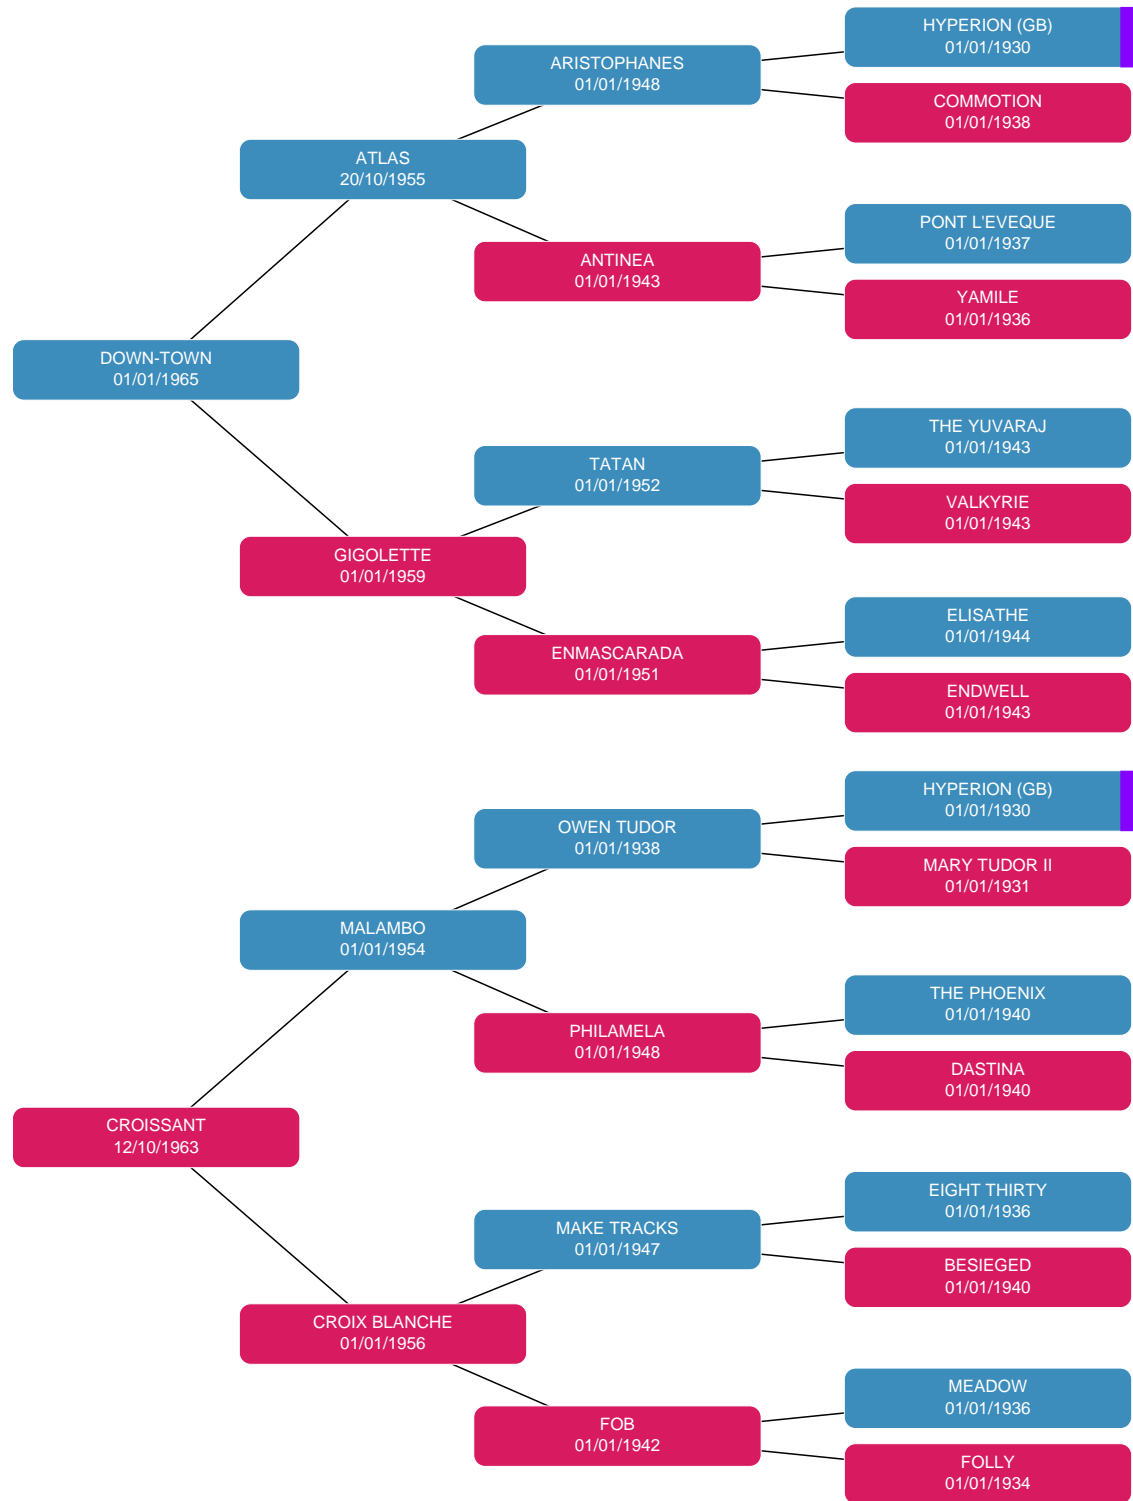 HYPERION (GB)
01/01/1930
ARISTOPHANES
01/01/1948
COMMOTION
01/01/1938
ATLAS
20/10/1955
PONT L'EVEQUE
01/01/1937
ANTINEA
01/01/1943
YAMILE
01/01/1936
DOWN-TOWN
01/01/1965
THE YUVARAJ
01/01/1943
TATAN
01/01/1952
VALKYRIE
01/01/1943
GIGOLETTE
01/01/1959
ELISATHE
01/01/1944
ENMASCARADA
01/01/1951
ENDWELL
01/01/1943
HYPERION (GB)
01/01/1930
OWEN TUDOR
01/01/1938
MARY TUDOR II
01/01/1931
MALAMBO
01/01/1954
THE PHOENIX
01/01/1940
PHILAMELA
01/01/1948
DASTINA
01/01/1940
CROISSANT
12/10/1963
EIGHT THIRTY
01/01/1936
MAKE TRACKS
01/01/1947
BESIEGED
01/01/1940
CROIX BLANCHE
01/01/1956
MEADOW
01/01/1936
FOB
01/01/1942
FOLLY
01/01/1934